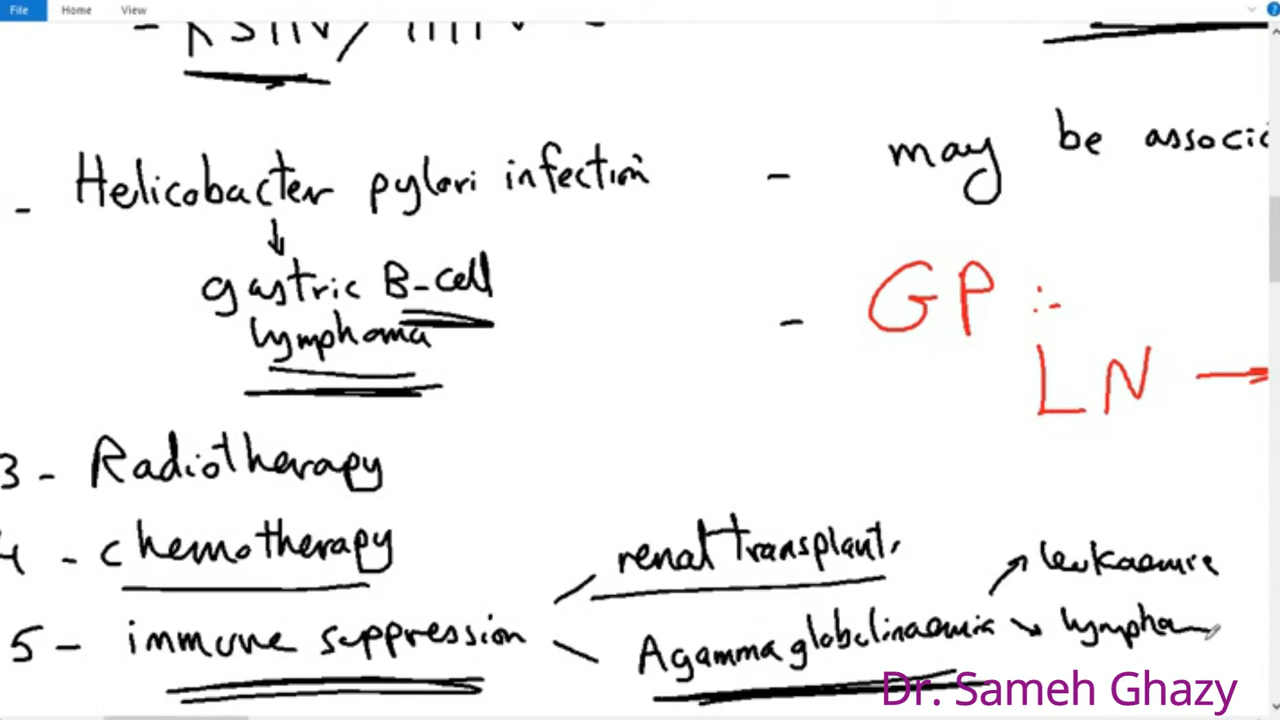 File Home View
- Helicobacter pylori infection
↓
gastric B-cell
lymphoma
3 - Radiotherapy
4 - chemotherapy
5 - immune suppression
renal transplant
Agammaglobulinaemia
leukaemia
- may be associ
- GP :-
LN →
Dr. Sameh Ghazy